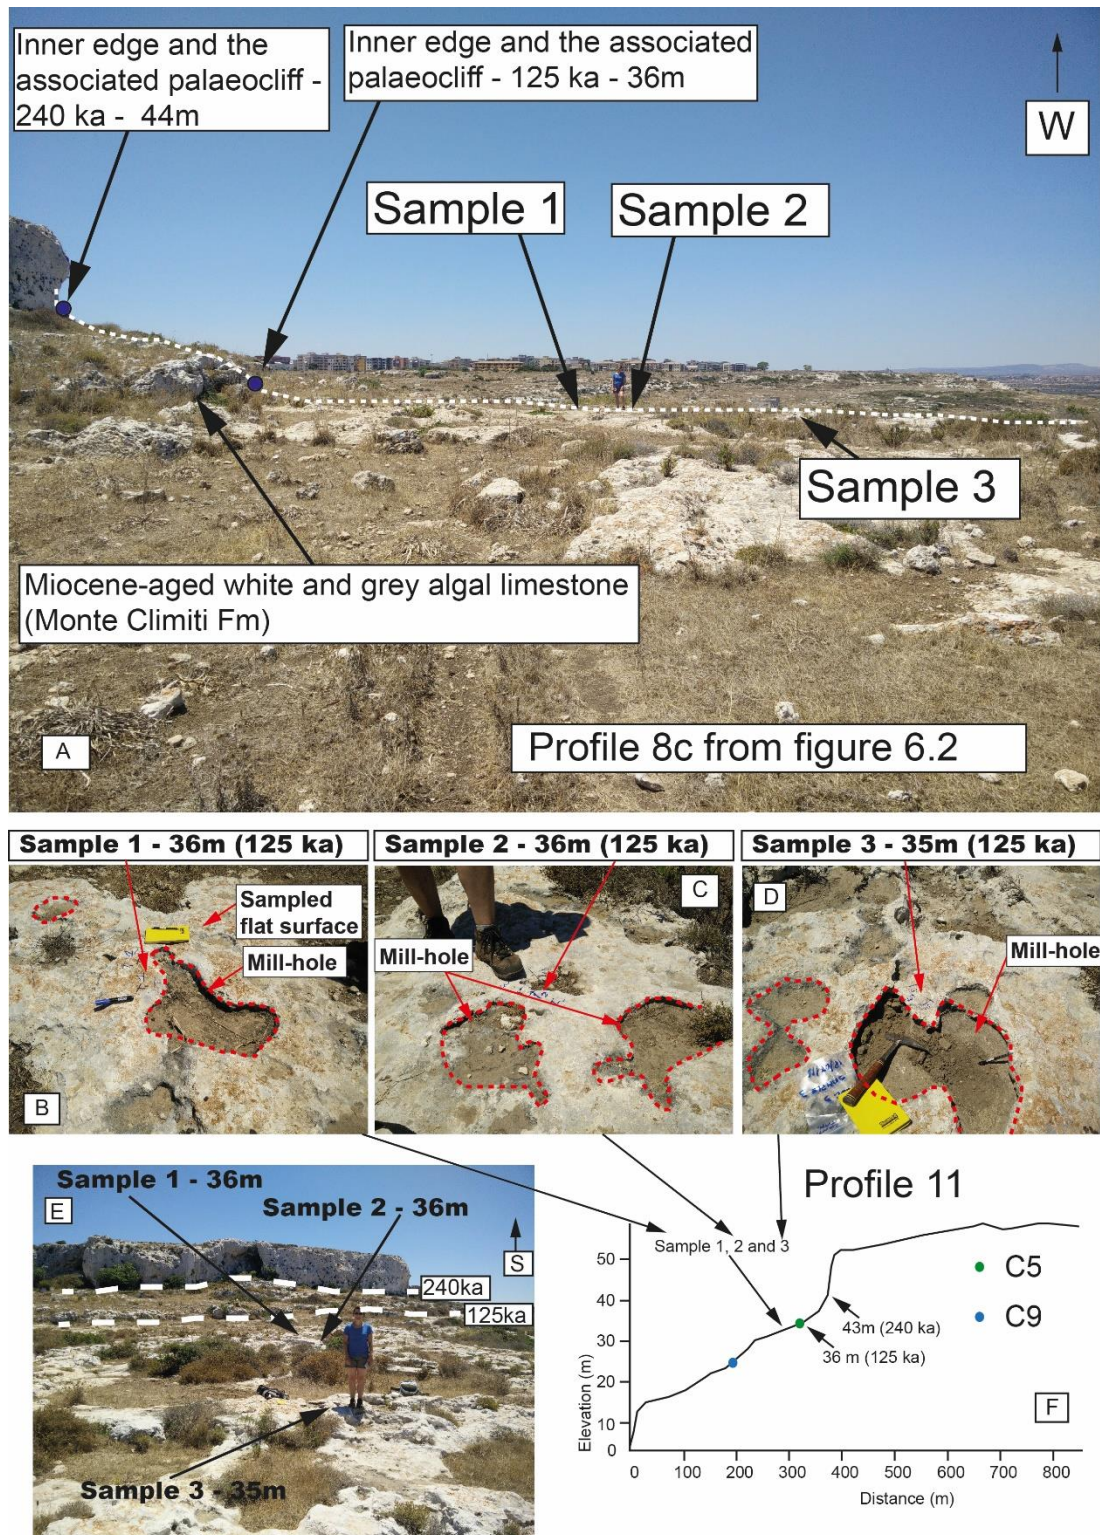 Inner edge and the
associated palaeocliff -
240 ka - 44m
Inner edge and the associated
palaeocliff - 125 ka - 36m
W
Sample 1
Sample 2
Sample 3
Miocene-aged white and grey algal limestone
(Monte Climiti Fm)
A
Profile 8c from figure 6.2
Sample 1 - 36m (125 ka)
Sample 2 - 36m (125 ka)
Sample 3 - 35m (125 ka)
Sampled
flat surface
Mill-hole
B
C
Mill-hole
D
Mill-hole
E
Sample 1 - 36m
Sample 2 - 36m
S
240ka
125ka
Sample 3 - 35m
Profile 11
Sample 1, 2 and 3
C5
C9
43m (240 ka)
36 m (125 ka)
F
Elevation (m)
50
40
30
20
10
0
0 100 200 300 400 500 600 700 800
Distance (m)